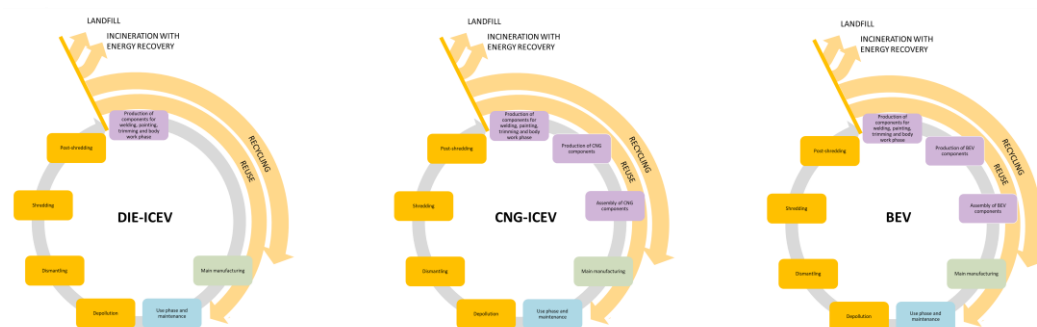 LANDFILL
INCINERATION WITH
ENERGY RECOVERY
Production of
components for
welding, painting,
trimming and body
work phase
Post-shredding
RECYCLING
REUSE
Shredding
DIE-ICEV
Dismantling
Main manufacturing
Depollution
Use phase and
maintenance
LANDFILL
INCINERATION WITH
ENERGY RECOVERY
Production of
components for
welding, painting,
trimming and body
work phase
Post-shredding
Production of CNG
components
RECYCLING
REUSE
Shredding
Assembly of CNG
components
CNG-ICEV
Dismantling
Main manufacturing
Depollution
Use phase and
maintenance
LANDFILL
INCINERATION WITH
ENERGY RECOVERY
Production of
components for
welding, painting,
trimming and body
work phase
Post-shredding
Production of BEV
components
RECYCLING
REUSE
Shredding
Assembly of BEV
components
BEV
Dismantling
Main manufacturing
Depollution
Use phase and
maintenance